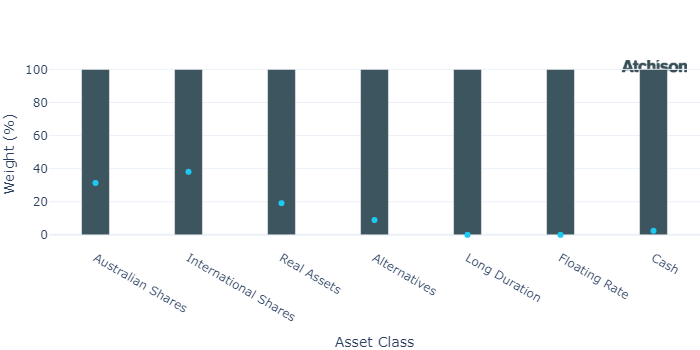 Atchison
Weight (%)
100
80
60
40
20
0
Australian Shares
International Shares
Real Assets
Alternatives
Long Duration
Floating Rate
Cash
Asset Class